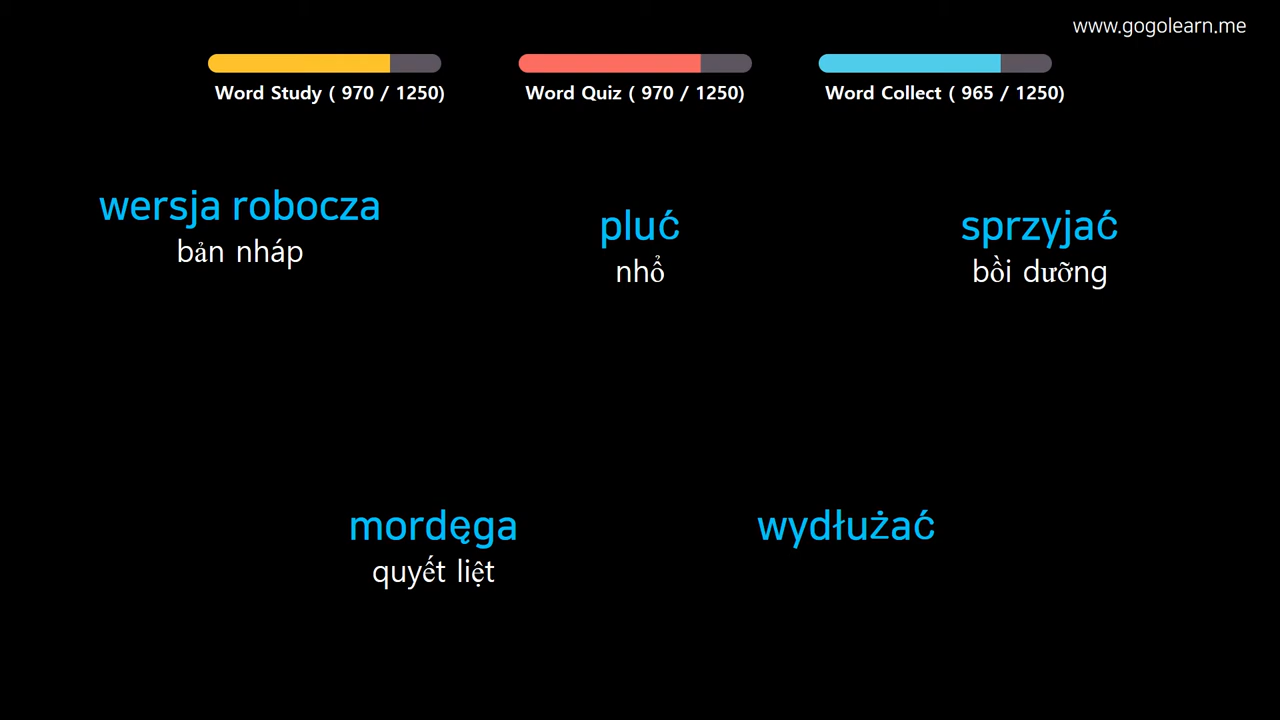 www.gogolearn.me
Word Study ( 970 / 1250)
Word Quiz ( 970 / 1250)
Word Collect ( 965 / 1250)
wersja robocza
bản nháp
pluć
nhổ
sprzyjać
bồi dưỡng
mordęga
quyết liệt
wydłużać